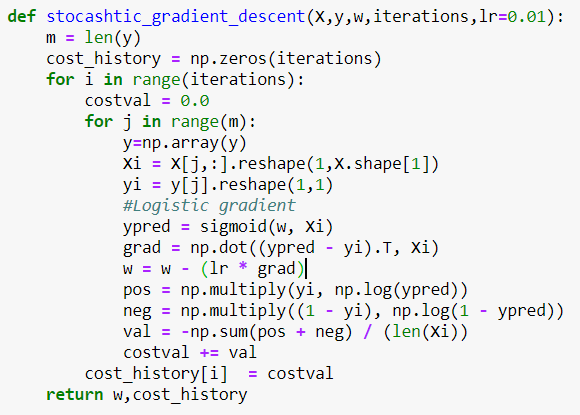 def stocashtic_gradient_descent(X,y,w,iterations,lr=0.01):
    m = len(y)
    cost_history = np.zeros(iterations)
    for i in range(iterations):
        costval = 0.0
        for j in range(m):
            y=np.array(y)
            Xi = X[j,:].reshape(1,X.shape[1])
            yi = y[j].reshape(1,1)
            #Logistic gradient
            ypred = sigmoid(w, Xi)
            grad = np.dot((ypred - yi).T, Xi)
            w = w - (lr * grad)
            pos = np.multiply(yi, np.log(ypred))
            neg = np.multiply((1 - yi), np.log(1 - ypred))
            val = -np.sum(pos + neg) / (len(Xi))
            costval += val
        cost_history[i]  = costval
    return w,cost_history